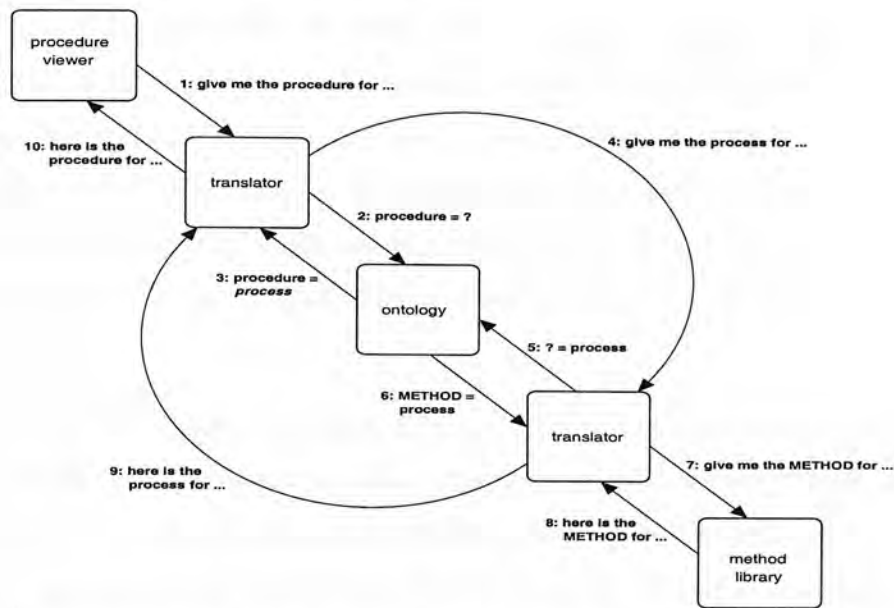 procedure
viewer
1: give me the procedure for ...
10: here is the
procedure for ...
4: give me the process for ...
translator
2: procedure = ?
3: procedure =
process
ontology
5: ? = process
6: METHOD =
process
translator
9: here is the
process for ...
7: give me the METHOD for ...
8: here is the
METHOD for ...
method
library